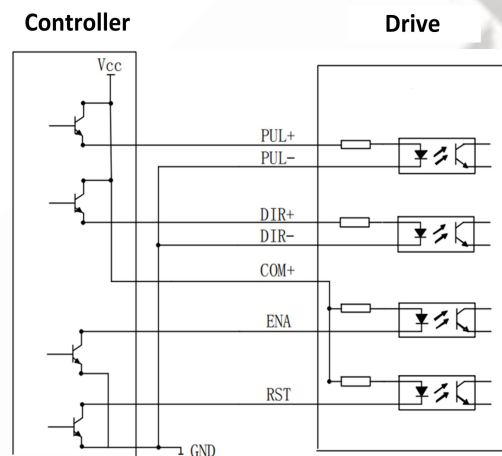 Controller
Drive
Vcc
PUL+
PUL-
DIR+
DIR-
COM+
ENA
RST
GND